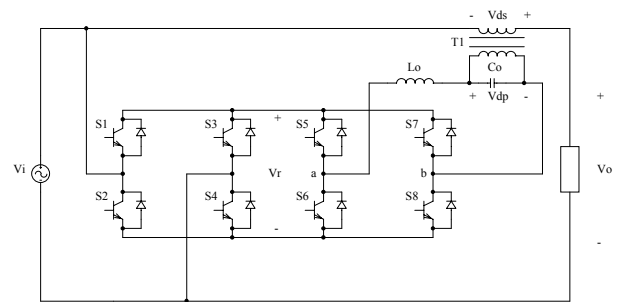 - Vds +
T1
Lo
Co
+ Vdp -
S1
S3
+
S5
S7
+
Vi
Vr
a
b
Vo
S2
S4
S6
S8
-
-